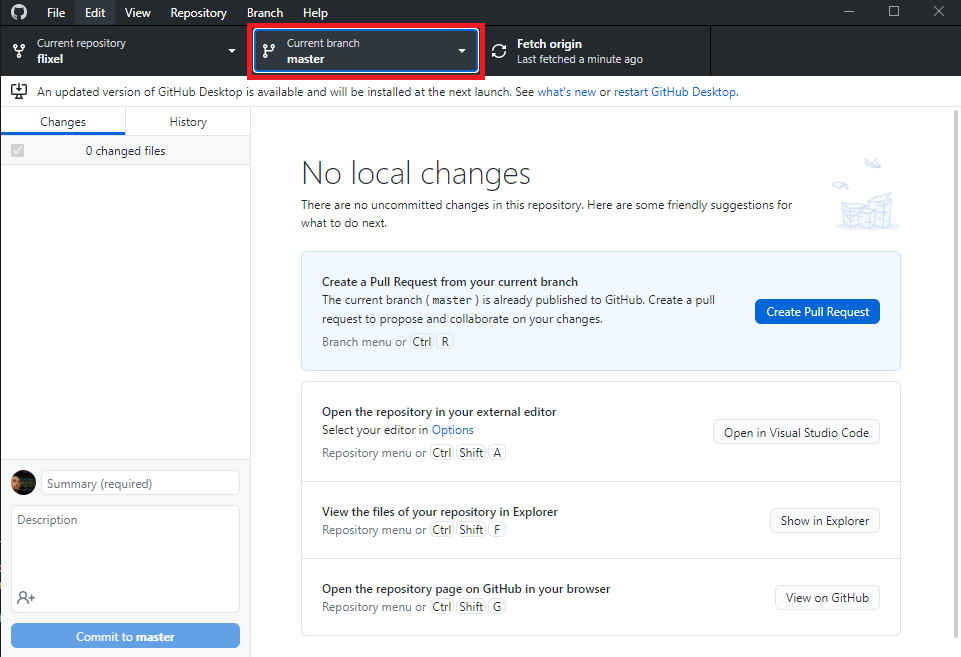 File Edit View Repository Branch Help
Current repository
flixel
Current branch
master
Fetch origin
Last fetched a minute ago
An updated version of GitHub Desktop is available and will be installed at the next launch. See what's new or restart GitHub Desktop.
Changes History
0 changed files
No local changes
There are no uncommitted changes in this repository. Here are some friendly suggestions for
what to do next.
Create a Pull Request from your current branch
The current branch (master) is already published to GitHub. Create a pull
request to propose and collaborate on your changes.
Branch menu or Ctrl R
Create Pull Request
Open the repository in your external editor
Select your editor in Options
Repository menu or Ctrl Shift A
Open in Visual Studio Code
View the files of your repository in Explorer
Repository menu or Ctrl Shift F
Show in Explorer
Open the repository page on GitHub in your browser
Repository menu or Ctrl Shift G
View on GitHub
Summary (required)
Description
Commit to master